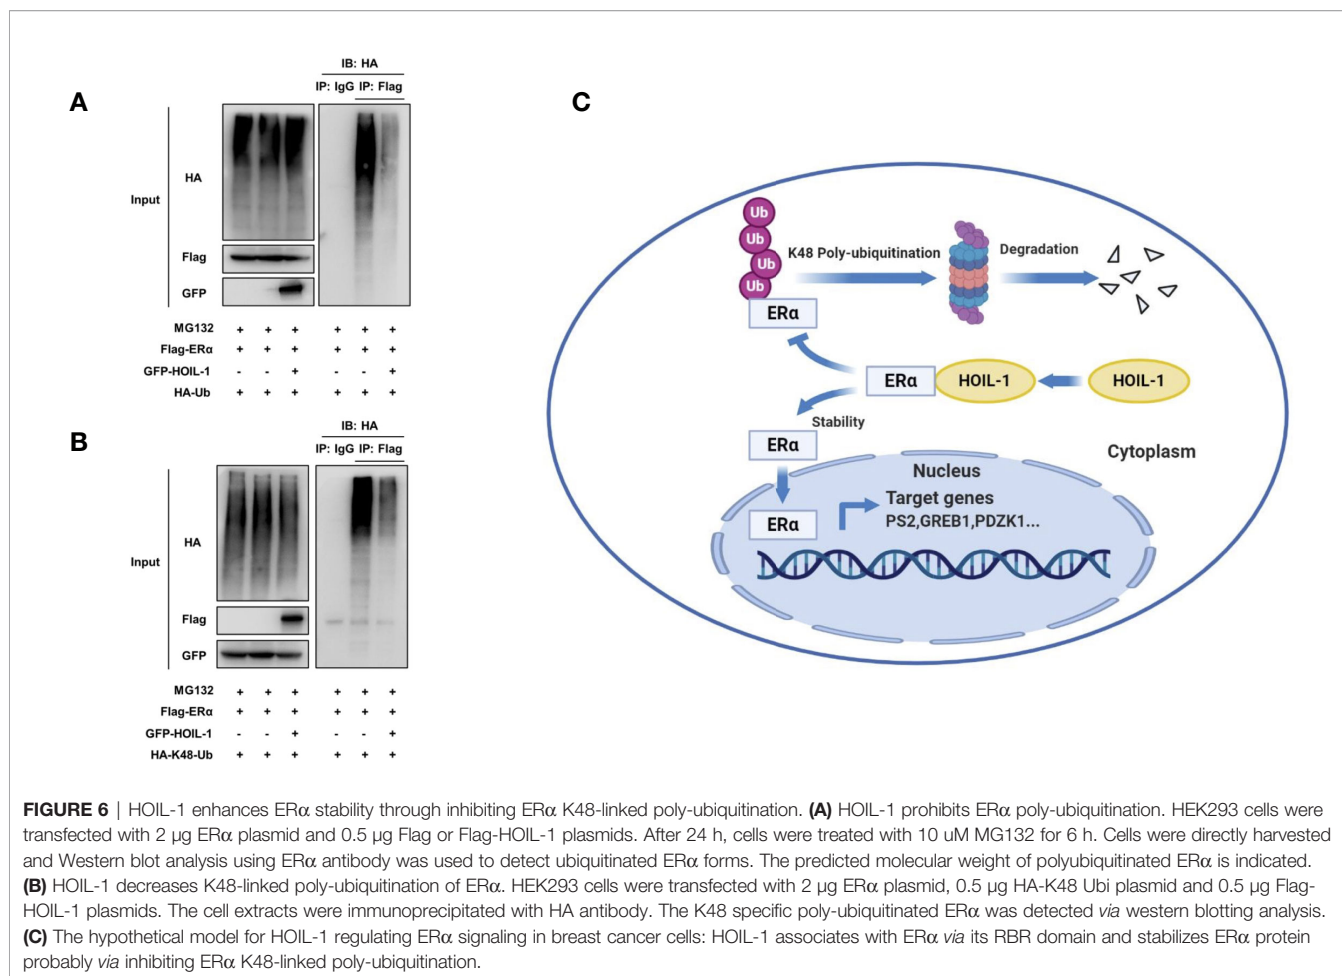 A
IB: HA
IP: IgG IP: Flag
HA
Input
Flag
GFP
MG132 + + + + + +
Flag-ERα + + + + + +
GFP-HOIL-1 - - + - - +
HA-Ub + + + + + +
B
IB: HA
IP: IgG IP: Flag
HA
Input
Flag
GFP
MG132 + + + + + +
Flag-ERα + + + + + +
GFP-HOIL-1 - - + - - +
HA-K48-Ub + + + + + +
C
Ub
Ub
Ub
Ub
K48 Poly-ubiquitination
Degradation
ERα
ERα HOIL-1 HOIL-1
Stability
ERα
Cytoplasm
Nucleus
Target genes
PS2,GREB1,PDZK1...
ERα
FIGURE 6 | HOIL-1 enhances ERα stability through inhibiting ERα K48-linked poly-ubiquitination. (A) HOIL-1 prohibits ERα poly-ubiquitination. HEK293 cells were
transfected with 2 µg ERα plasmid and 0.5 µg Flag or Flag-HOIL-1 plasmids. After 24 h, cells were treated with 10 uM MG132 for 6 h. Cells were directly harvested
and Western blot analysis using ERα antibody was used to detect ubiquitinated ERα forms. The predicted molecular weight of polyubiquitinated ERα is indicated.
(B) HOIL-1 decreases K48-linked poly-ubiquitination of ERα. HEK293 cells were transfected with 2 µg ERα plasmid, 0.5 µg HA-K48 Ubi plasmid and 0.5 µg Flag-
HOIL-1 plasmids. The cell extracts were immunoprecipitated with HA antibody. The K48 specific poly-ubiquitinated ERα was detected via western blotting analysis.
(C) The hypothetical model for HOIL-1 regulating ERα signaling in breast cancer cells: HOIL-1 associates with ERα via its RBR domain and stabilizes ERα protein
probably via inhibiting ERα K48-linked poly-ubiquitination.